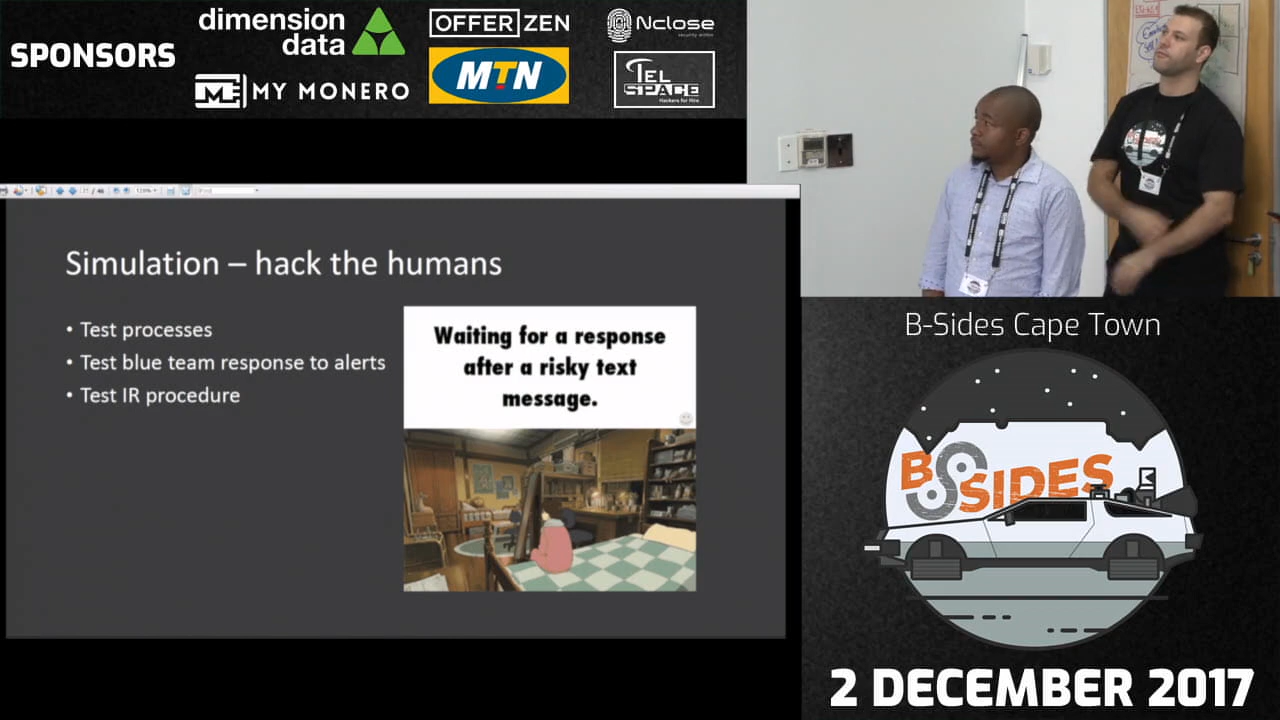 SPONSORS
dimension
data
MY MONERO
OFFERZEN
MTN
Nclose
TEL
SPACE
Hackers for Hire
Simulation – hack the humans
• Test processes
• Test blue team response to alerts
• Test IR procedure
Waiting for a response
after a risky text
message.
B-Sides Cape Town
BSIDES
2 DECEMBER 2017